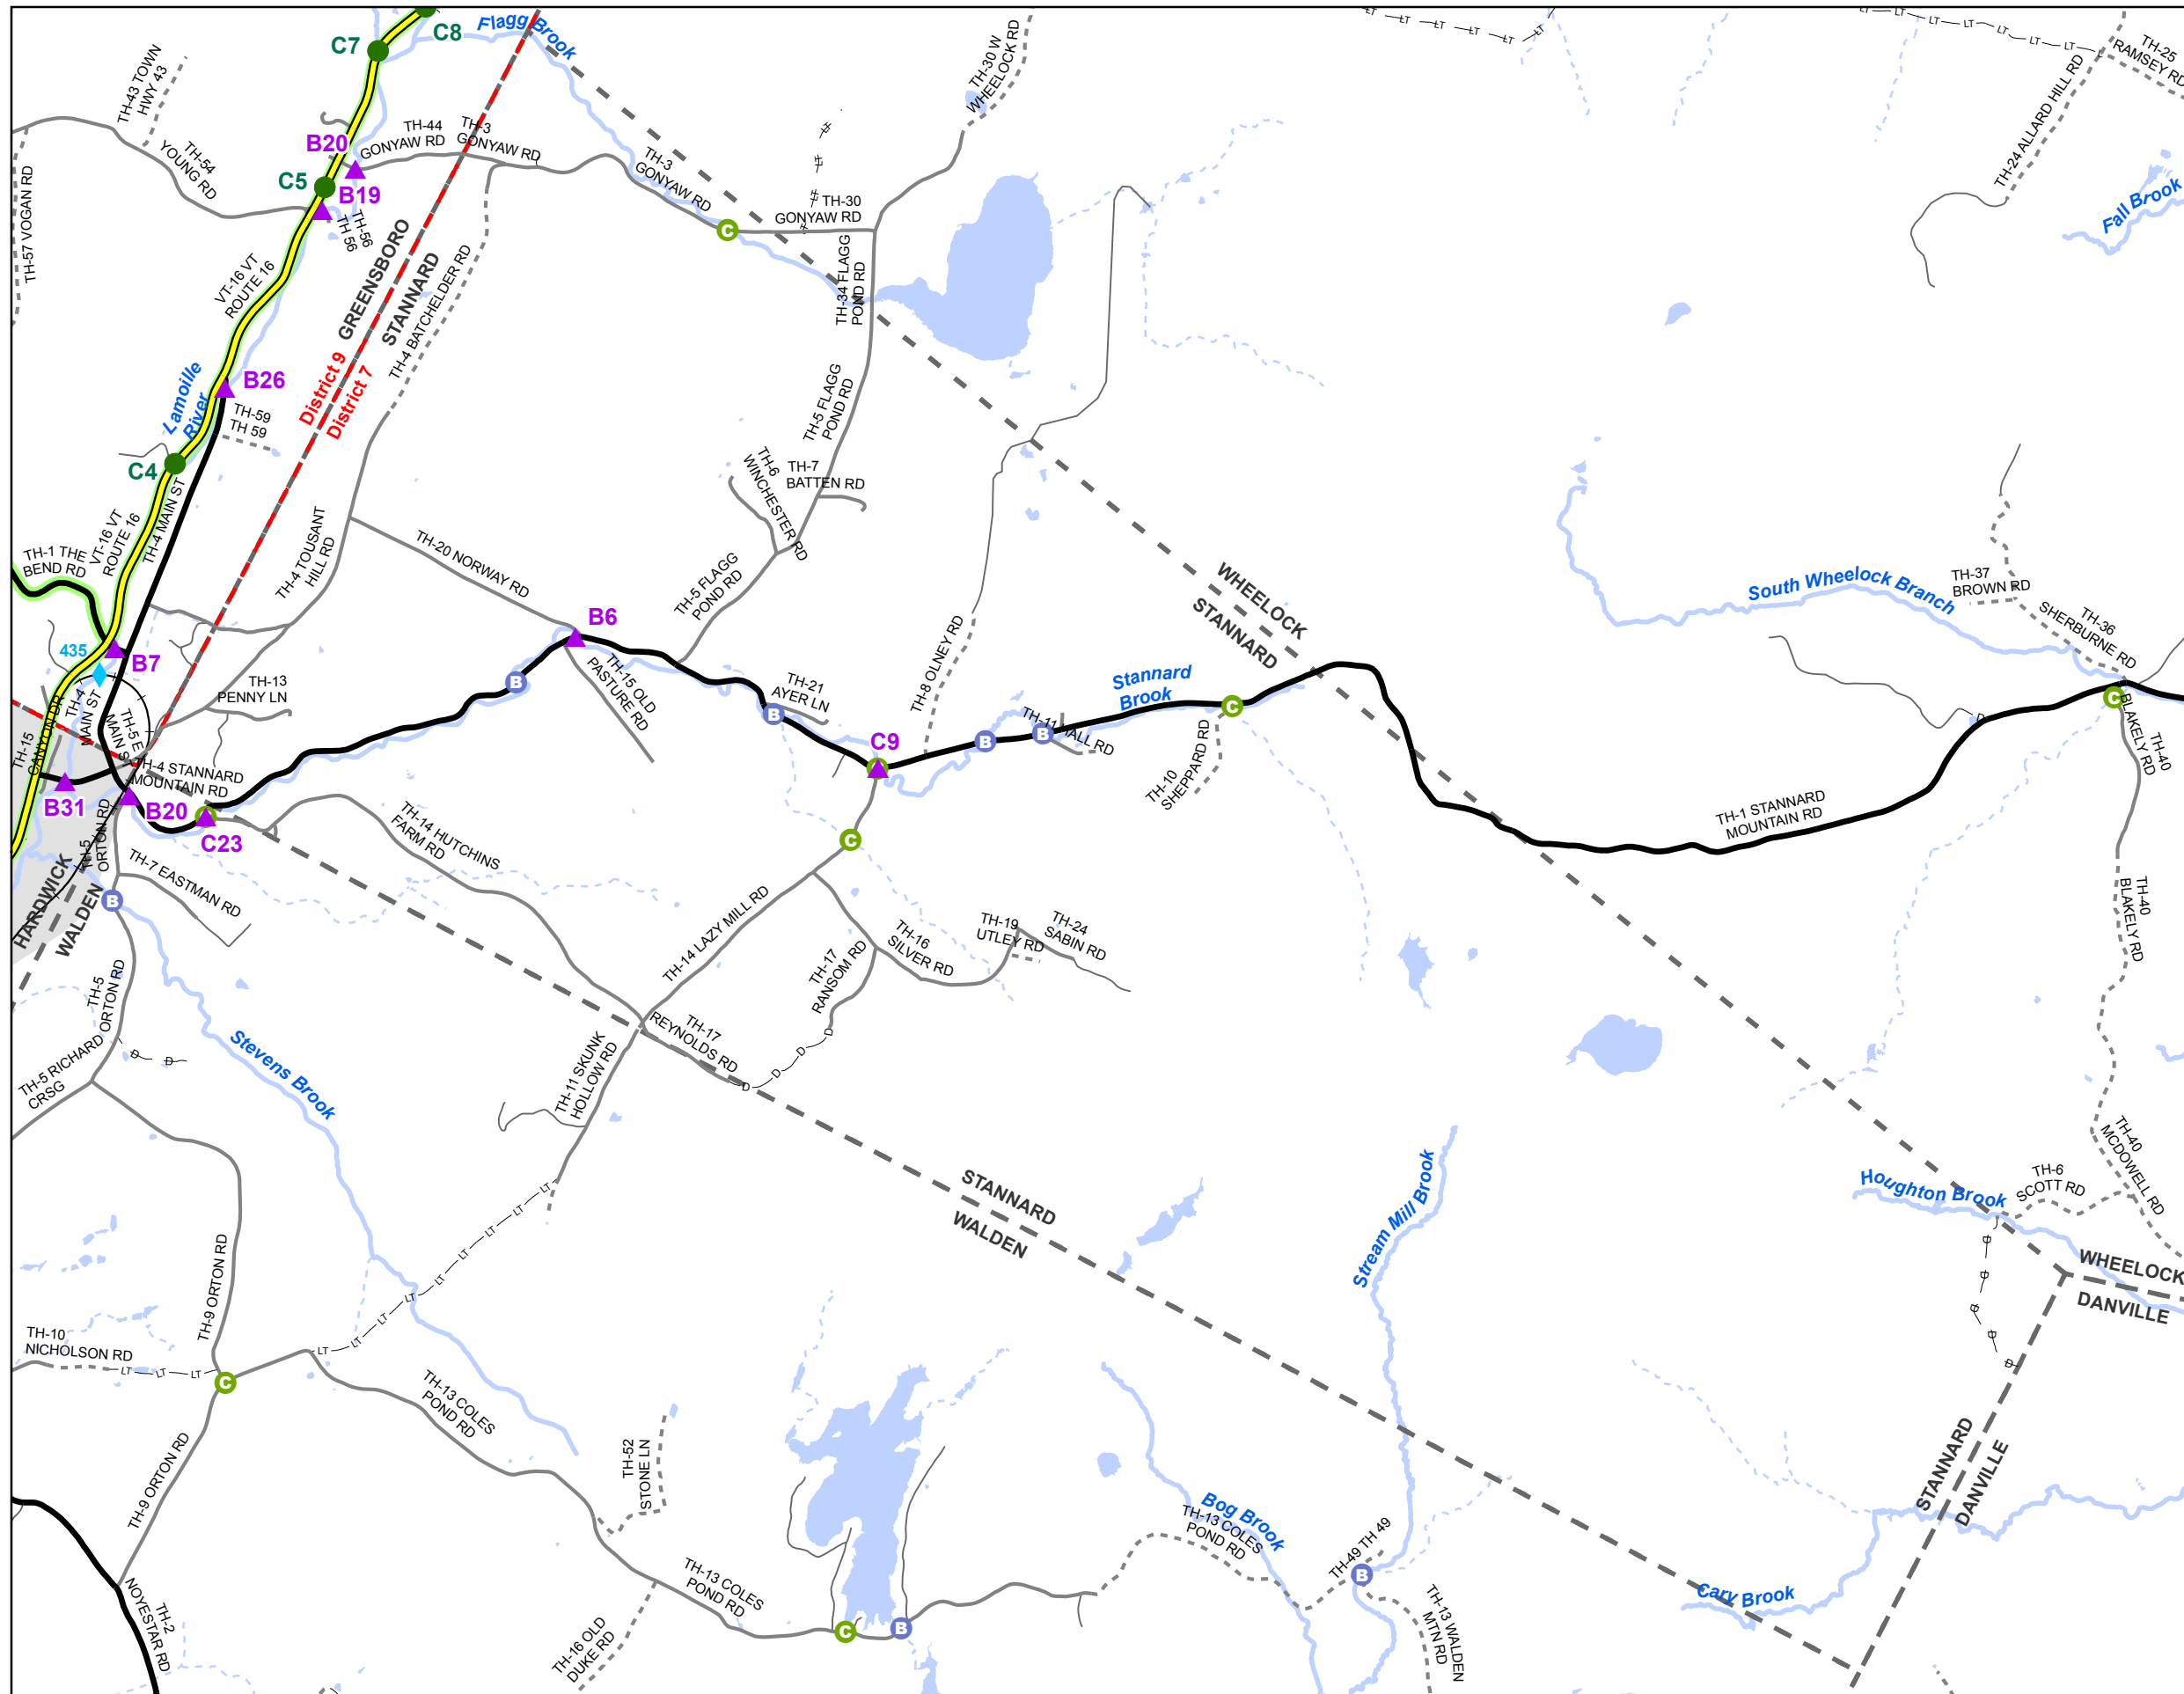 C8
Flagg
Brook
C7
TH-43 TOWN
HWY 43
TH-30 W
WHEELOCK RD
TH-25
RAMSEY RD
TH-24 ALLARD HILL RD
Fall Brook
TH-57 VOGAN RD
TH-54
YOUNG RD
B20
TH-44
GONYAW RD
TH-3
GONYAW RD
TH-3
GONYAW RD
TH-30
GONYAW RD
C5
B19
TH-56
TH 56
VT-16 VT
ROUTE 16
GREENSBORO
STANNARD
TH-4 BATCHELDER RD
TH-34 FLAGG
POND RD
District 9
District 7
B26
Lamoille
River
TH-59
TH 59
C4
TH-5 FLAGG
POND RD
TH-6
WINCHESTER RD
TH-7
BATTEN RD
TH-4 MAIN ST
VT-16 VT
ROUTE 16
TH-1 THE
BEND RD
TH-4 TOUSANT
HILL RD
TH-20 NORWAY RD
TH-5 FLAGG
POND RD
WHEELOCK
STANNARD
South Wheelock Branch
TH-37
BROWN RD
TH-36
SHERBURNE RD
435
B7
B6
TH-15 OLD
PASTURE RD
TH-21
AYER LN
TH-8 OLNEY RD
Stannard
Brook
TH-13
PENNY LN
TH-4
MAIN ST
TH-5 E
MAIN S
TH-15
CANYON DR
C9
TH-11 HALL RD
TH-10
SHEPPARD RD
TH-40
BLAKELY RD
TH-4 STANNARD
MOUNTAIN RD
B31
B20
C23
TH-1 STANNARD
MOUNTAIN RD
TH-5
ORTON RD
TH-14 HUTCHINS
FARM RD
TH-7 EASTMAN RD
HARDWICK
WALDEN
TH-14 LAZY MILL RD
TH-16
SILVER RD
TH-17
RANSOM RD
TH-19
UTLEY RD
TH-24
SABIN RD
TH-40
BLAKELY RD
TH-5
ORTON RD
TH-5 RICHARD
CRSG
Stevens Brook
TH-17
REYNOLDS RD
TH-11 SKUNK
HOLLOW RD
TH-40
MCDOWELL RD
STANNARD
WALDEN
Stream Mill Brook
Houghton Brook
TH-6
SCOTT RD
WHEELOCK
DANVILLE
TH-9 ORTON RD
TH-10
NICHOLSON RD
TH-13 COLES
POND RD
TH-52
STONE LN
TH-9 ORTON RD
STANNARD
DANVILLE
Bog Brook
TH-13 COLES
POND RD
TH-49 TH 49
TH-13 COLES
POND RD
TH-13 WALDEN
MTN RD
Cary Brook
TH-2
NOYESTAR RD
TH-16 OLD
DUKE RD